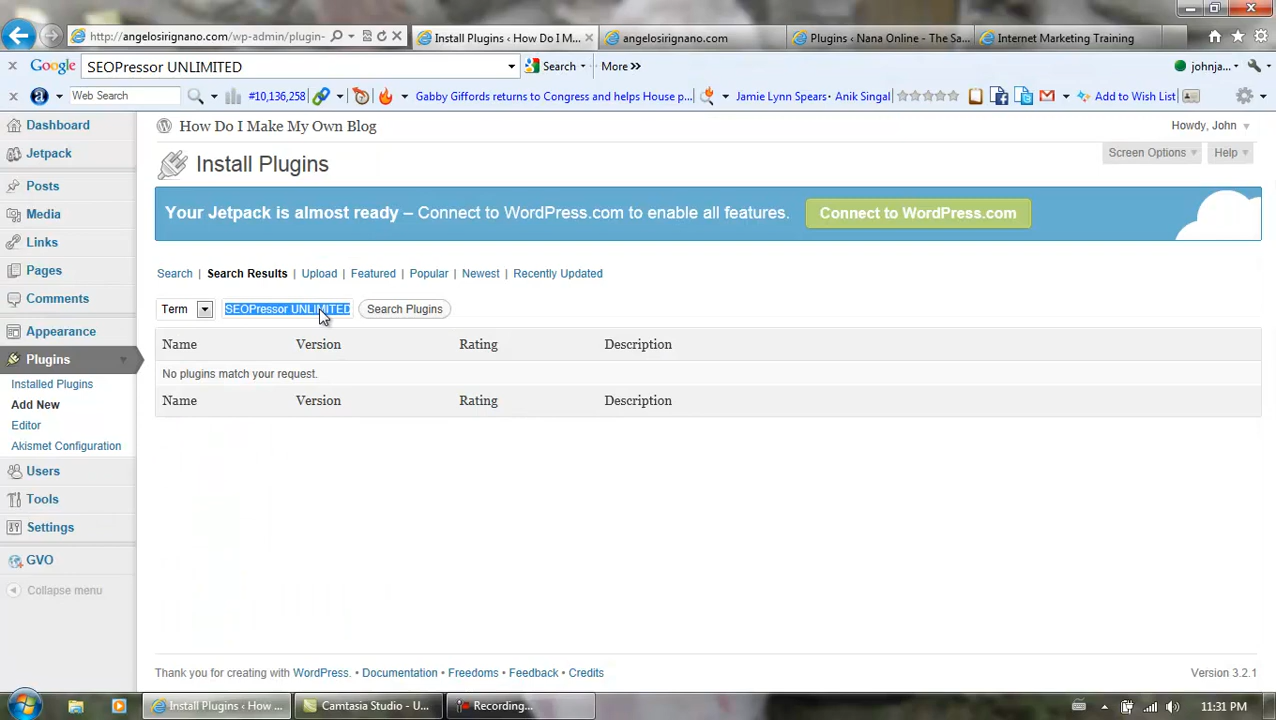 http://angelosirignano.com/wp-admin/plugin-
Install Plugins ‹ How Do I M...
angelosirignano.com
Plugins ‹ Nana Online - The Sa...
Internet Marketing Training
Google
SEOPressor UNLIMITED
Search
More »
johnja...
Web Search
#10,136,258
Gabby Giffords returns to Congress and helps House p...
Jamie Lynn Spears
Anik Singal
Add to Wish List
Dashboard
Jetpack
Posts
Media
Links
Pages
Comments
Appearance
Plugins
Installed Plugins
Add New
Editor
Akismet Configuration
Users
Tools
Settings
GVO
Collapse menu
How Do I Make My Own Blog
Howdy, John
Install Plugins
Screen Options
Help
Your Jetpack is almost ready – Connect to WordPress.com to enable all features.
Connect to WordPress.com
Search | Search Results | Upload | Featured | Popular | Newest | Recently Updated
Term
SEOPressor UNLIMITED
Search Plugins
Name Version Rating Description
No plugins match your request.
Name Version Rating Description
Thank you for creating with WordPress. • Documentation • Freedoms • Feedback • Credits
Version 3.2.1
Install Plugins ‹ How ...
Camtasia Studio - U...
Recording...
11:31 PM